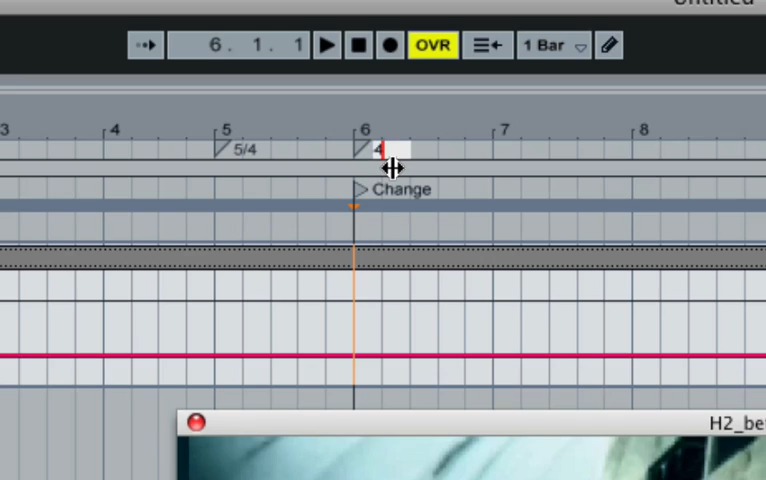 Untitled
6. 1. 1 OVR 1 Bar
3 4 5 6 7 8
5/4 4
Change
H2_be